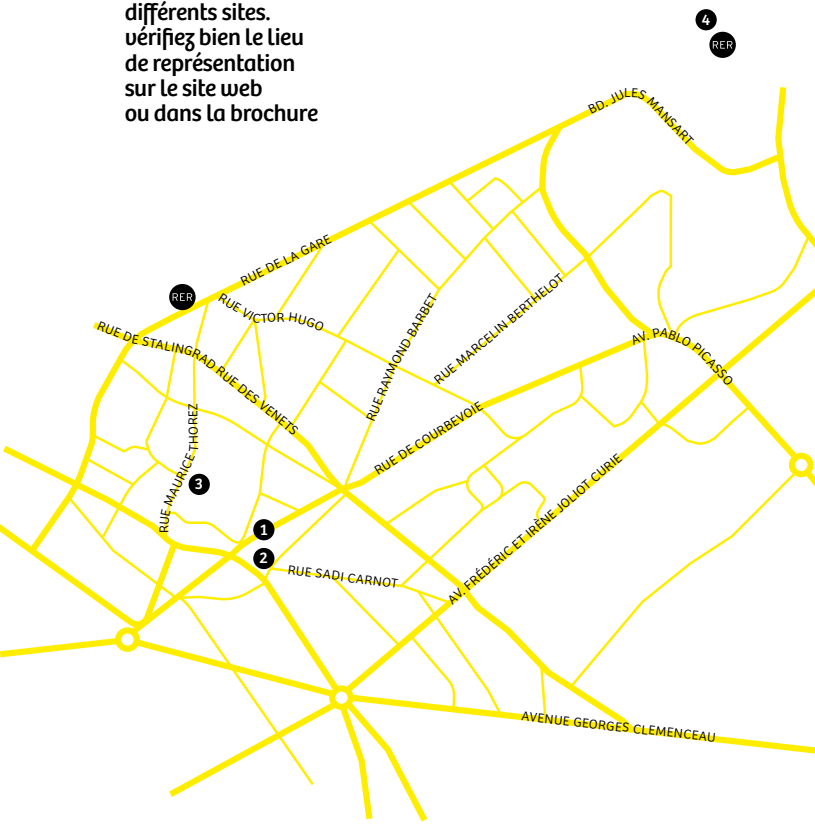 différents sites.
vérifiez bien le lieu
de représentation
sur le site web
ou dans la brochure
4
RER
BD. JULES MANSART
RUE DE LA GARE
RER
RUE VICTOR HUGO
RUE DE STALINGRAD
RUE DES VENETS
RUE RAYMOND BARBET
RUE MARCELIN BERTHELOT
AV. PABLO PICASSO
RUE DE COURBEVOIE
RUE MAURICE THOREZ
3
1
2
RUE SADI CARNOT
AV. FRÉDÉRIC ET IRÈNE JOLIOT CURIE
AVENUE GEORGES CLEMENCEAU